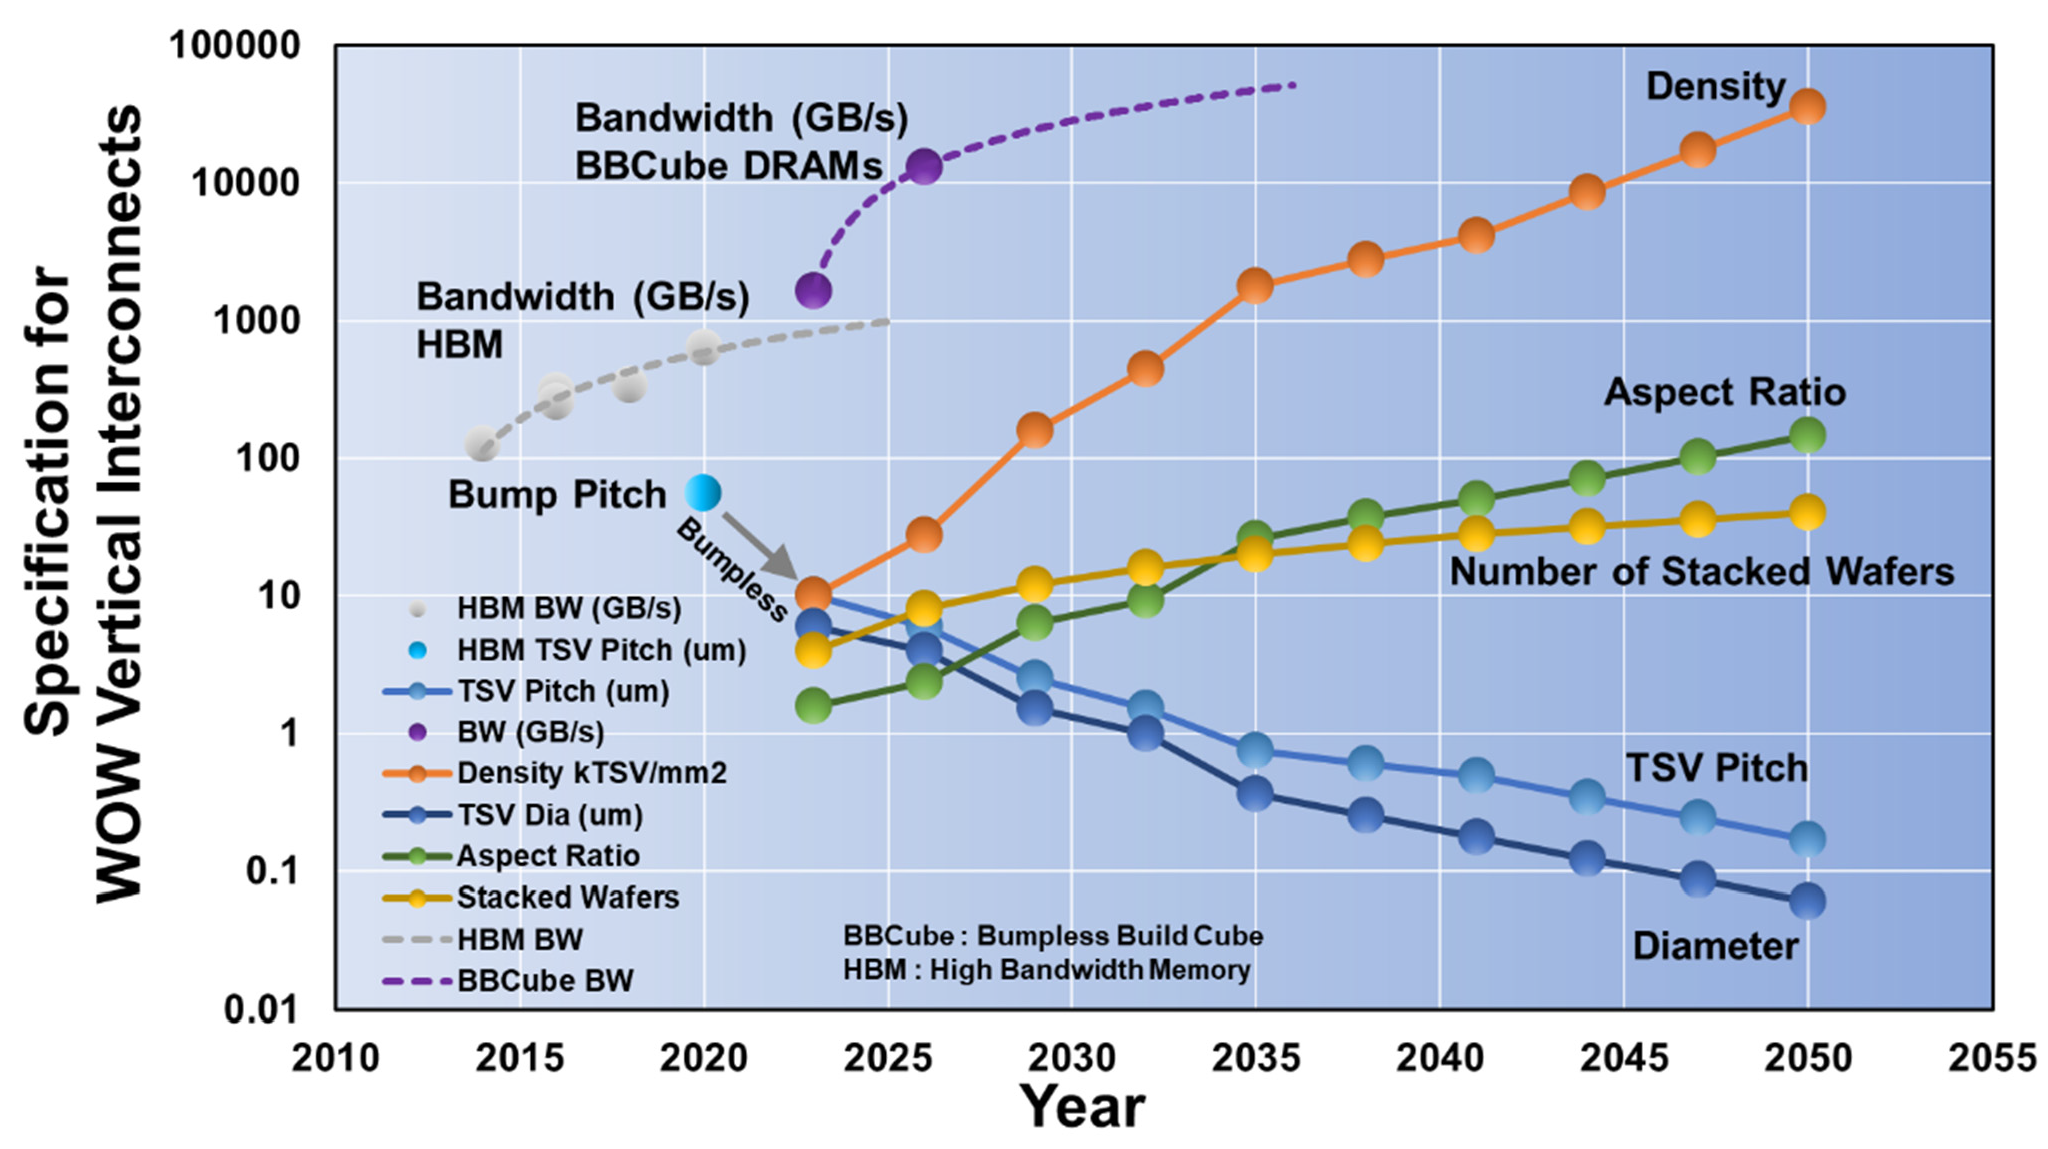 Specification for
WOW Vertical Interconnects
100000
10000
1000
100
10
1
0.1
0.01
Bandwidth (GB/s)
BBCube DRAMs
Density
Bandwidth (GB/s)
HBM
Aspect Ratio
Bump Pitch
Bumpless
Number of Stacked Wafers
HBM BW (GB/s)
HBM TSV Pitch (um)
TSV Pitch (um)
BW (GB/s)
Density kTSV/mm2
TSV Dia (um)
Aspect Ratio
Stacked Wafers
HBM BW
BBCube BW
TSV Pitch
Diameter
BBCube : Bumpless Build Cube
HBM : High Bandwidth Memory
2010 2015 2020 2025 2030 2035 2040 2045 2050 2055
Year